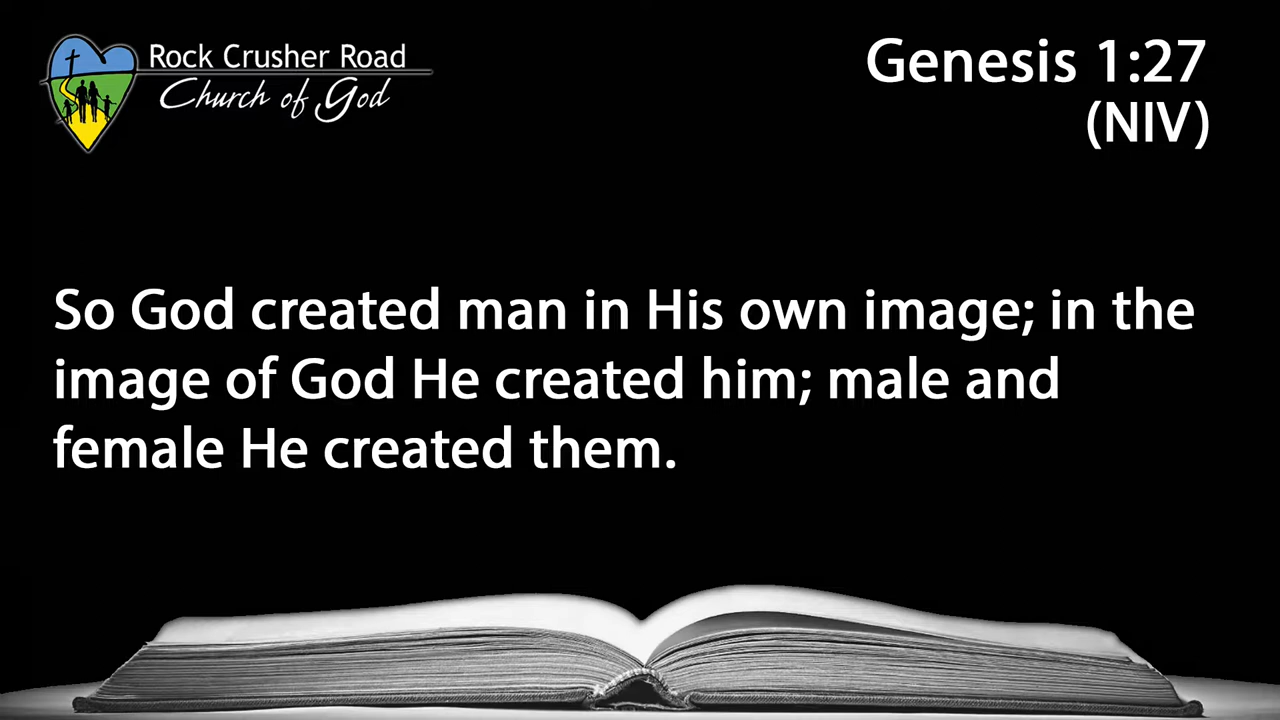 Rock Crusher Road
Church of God
Genesis 1:27
(NIV)
So God created man in His own image; in the
image of God He created him; male and
female He created them.